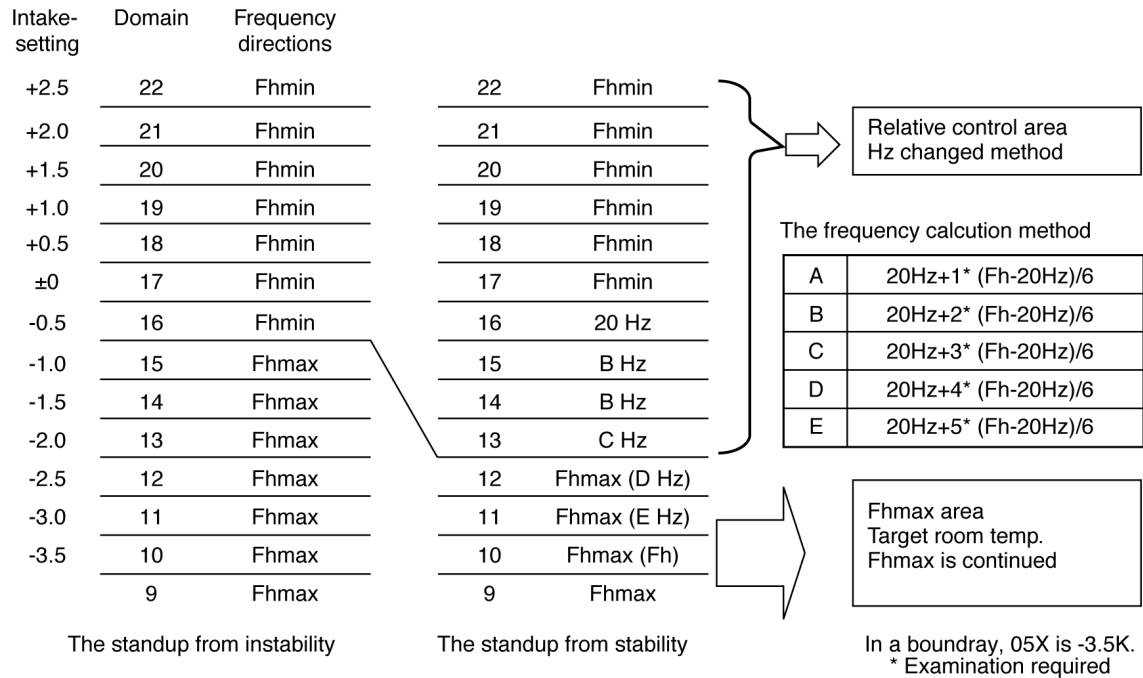 Intake-setting Domain Frequency directions
+2.5 22 Fhmin 22 Fhmin
+2.0 21 Fhmin 21 Fhmin
+1.5 20 Fhmin 20 Fhmin
+1.0 19 Fhmin 19 Fhmin
+0.5 18 Fhmin 18 Fhmin
±0 17 Fhmin 17 Fhmin
-0.5 16 Fhmin 16 20 Hz
-1.0 15 Fhmax 15 B Hz
-1.5 14 Fhmax 14 B Hz
-2.0 13 Fhmax 13 C Hz
-2.5 12 Fhmax 12 Fhmax (D Hz)
-3.0 11 Fhmax 11 Fhmax (E Hz)
-3.5 10 Fhmax 10 Fhmax (Fh)
9 Fhmax 9 Fhmax
The standup from instability
The standup from stability
Relative control area
Hz changed method
The frequency calcution method
A 20Hz+1* (Fh-20Hz)/6
B 20Hz+2* (Fh-20Hz)/6
C 20Hz+3* (Fh-20Hz)/6
D 20Hz+4* (Fh-20Hz)/6
E 20Hz+5* (Fh-20Hz)/6
Fhmax area
Target room temp.
Fhmax is continued
In a boundray, 05X is -3.5K.
* Examination required